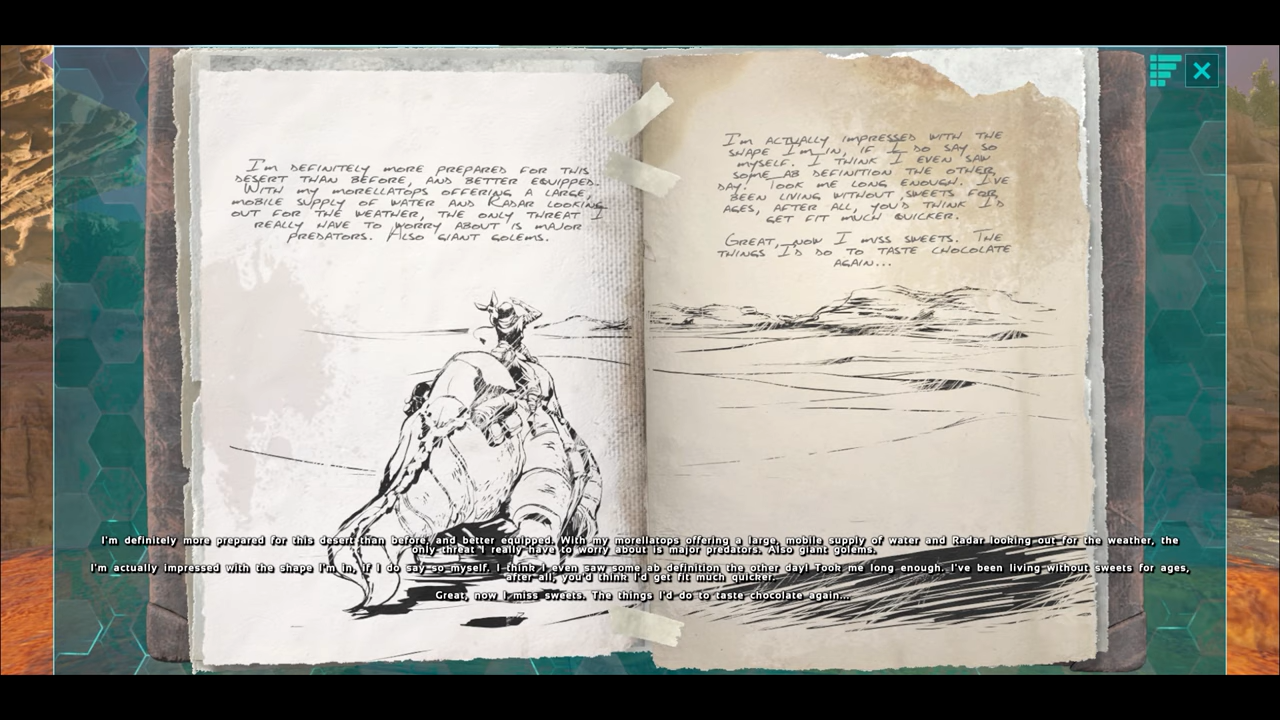 I'm definitely more prepared for this
desert than before, and better equipped.
With my morellatops offering a large,
mobile supply of water and Radar looking
out for the weather, the only threat I
really have to worry about is major
predators. Also giant golems.
I'm actually impressed with the
shape I'm in, if I do say so
myself. I think I even saw
some ab definition the other
day. Took me long enough. I've
been living without sweets for
ages, after all, you'd think I'd
get fit much quicker.
Great, now I miss sweets. The
things I'd do to taste chocolate
again...
I'm definitely more prepared for this desert than before, and better equipped. With my morellatops offering a large, mobile supply of water and Radar looking out for the weather, the
only threat I really have to worry about is major predators. Also giant golems.
I'm actually impressed with the shape I'm in, if I do say so myself. I think I even saw some ab definition the other day! Took me long enough. I've been living without sweets for ages,
after all, you'd think I'd get fit much quicker.
Great, now I miss sweets. The things I'd do to taste chocolate again...